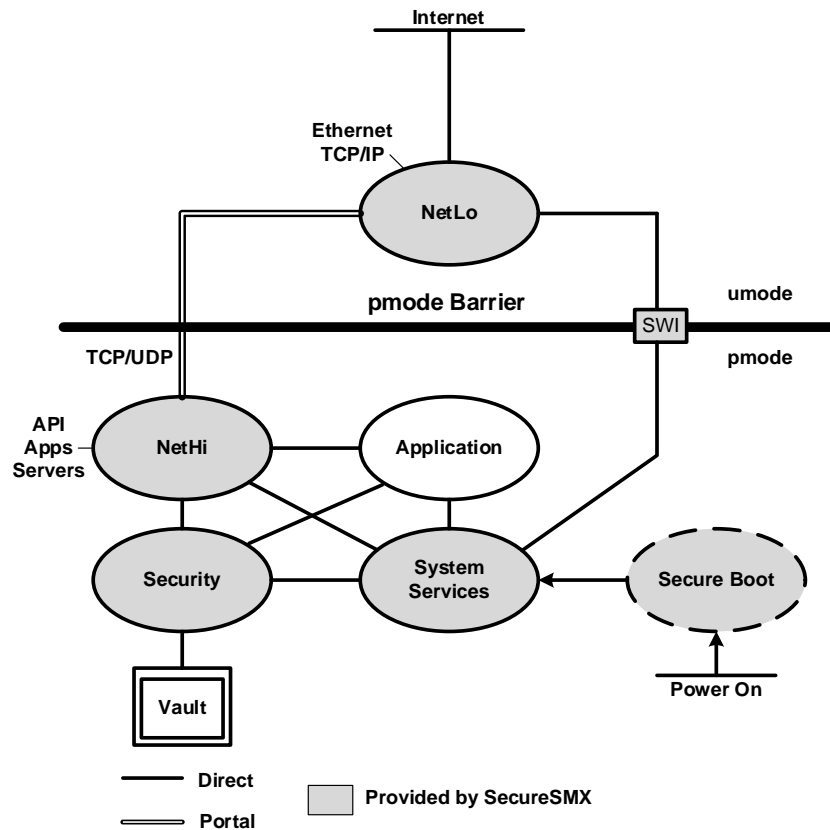 Internet
Ethernet
TCP/IP
NetLo
pmode Barrier
umode
SWI
TCP/UDP
pmode
API
Apps
Servers
NetHi
Application
Security
System
Services
Secure Boot
Vault
Power On
Direct
Provided by SecureSMX
Portal